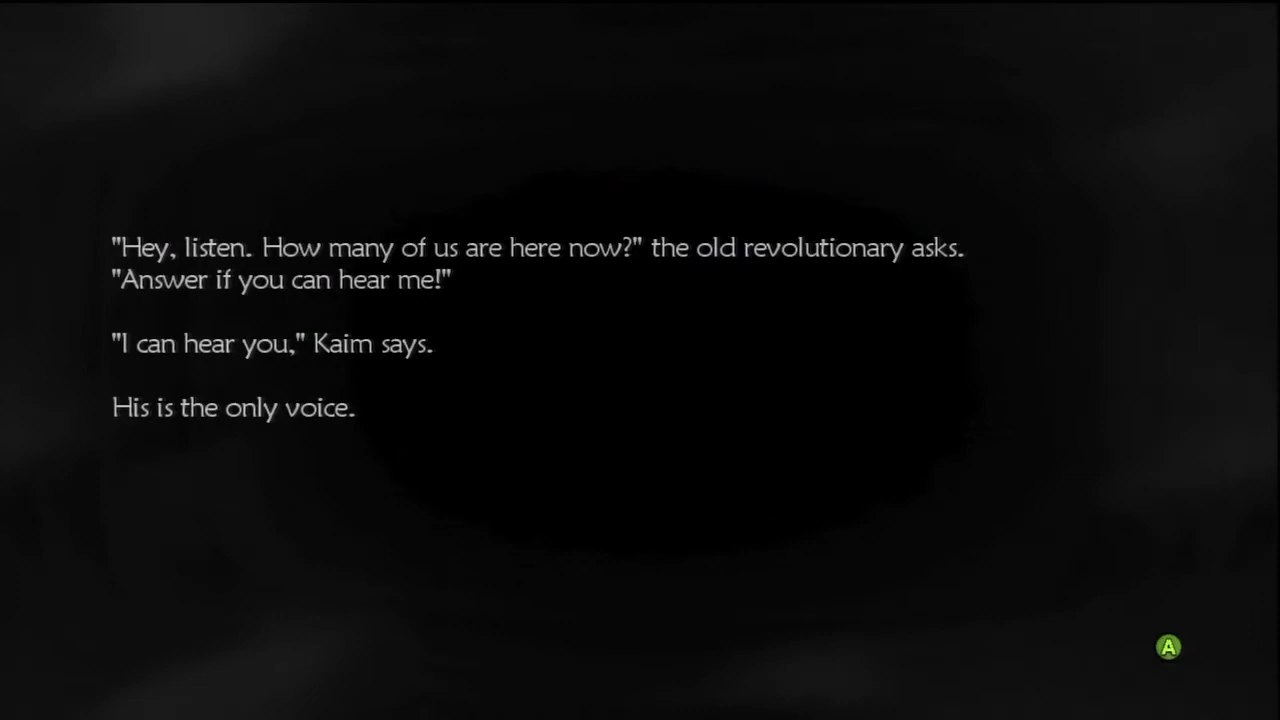 "Hey, listen. How many of us are here now?" the old revolutionary asks.
"Answer if you can hear me!"
"I can hear you," Kaim says.
His is the only voice.
A